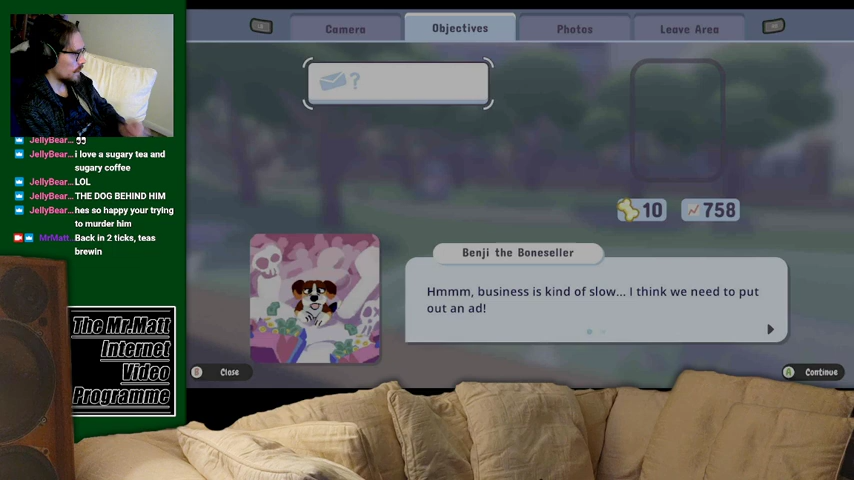 Camera
Objectives
Photos
Leave Area
?
10
758
Benji the Boneseller
Hmmm, business is kind of slow... I think we need to put
out an ad!
Close
Continue
JellyBear...
JellyBear... i love a sugary tea and
sugary coffee
JellyBear... LOL
JellyBear... THE DOG BEHIND HIM
JellyBear... hes so happy your trying
to murder him
MrMatt... Back in 2 ticks, teas
brewin
The Mr.Matt
Internet
Video
Programme